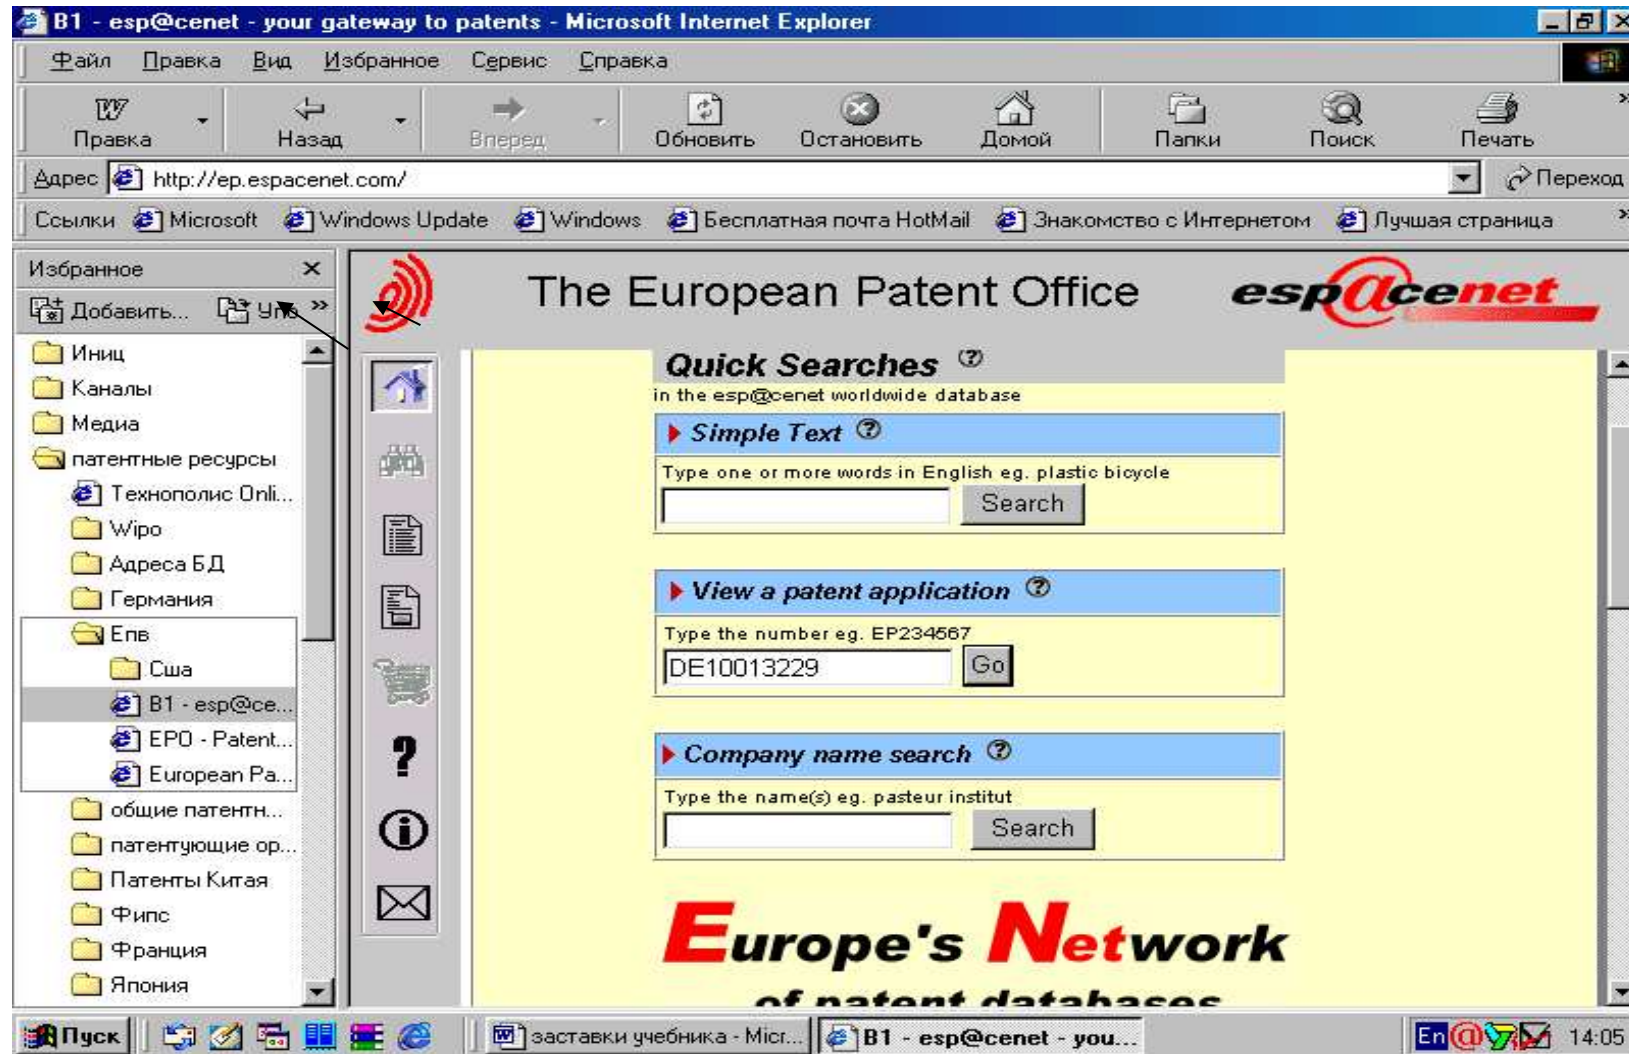 B1 - esp@cenet - your gateway to patents - Microsoft Internet Explorer
Файл Правка Вид Избранное Сервис Справка
Правка Назад Вперед Обновить Остановить Домой Папки Поиск Печать
Адрес http://ep.espacenet.com/ Переход
Ссылки Microsoft Windows Update Windows Бесплатная почта HotMail Знакомство с Интернетом Лучшая страница
Избранное
Добавить... Упо
Иниц
Каналы
Медиа
патентные ресурсы
Технополис Onli...
Wipo
Адреса БД
Германия
Епв
Сша
B1 - esp@ce...
EPO - Patent...
European Pa...
общие патентн...
патентующие ор...
Патенты Китая
Фипс
Франция
Япония
The European Patent Office esp@cenet
Quick Searches
in the esp@cenet worldwide database
Simple Text
Type one or more words in English eg. plastic bicycle
Search
View a patent application
Type the number eg. EP234567
DE10013229 Go
Company name search
Type the name(s) eg. pasteur institut
Search
Europe's Network
of patent databases
Пуск заставки учебника - Micr... B1 - esp@cenet - you... En 14:05